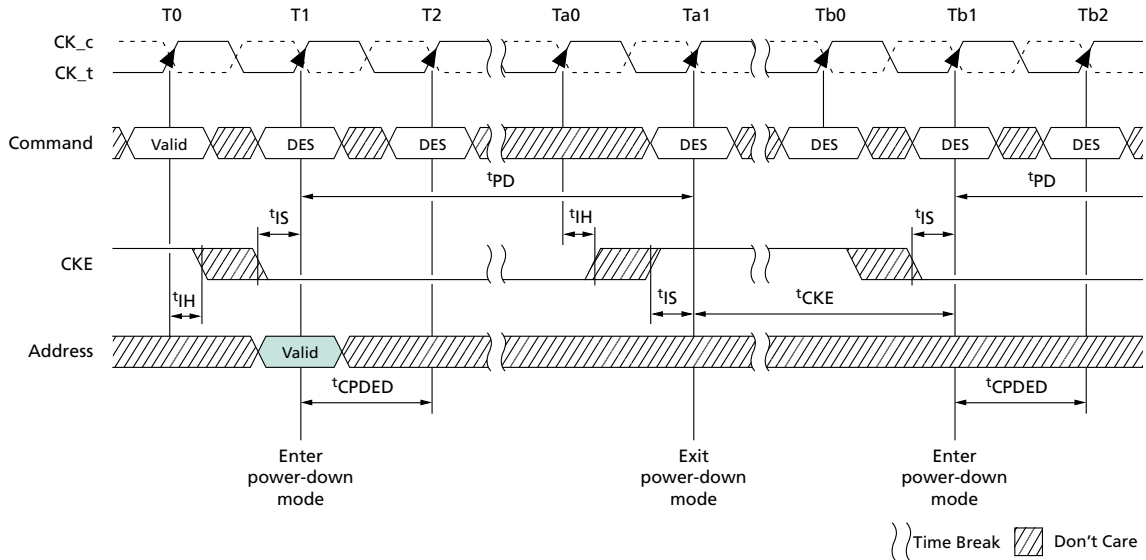 T0 T1 T2 Ta0 Ta1 Tb0 Tb1 Tb2
CK_c
CK_t
Command Valid DES DES DES DES DES DES
tPD tPD
tIS tIH tIS
CKE
tIH tIS tCKE
Address Valid
tCPDED tCPDED
Enter
power-down
mode
Exit
power-down
mode
Enter
power-down
mode
Time Break Don't Care